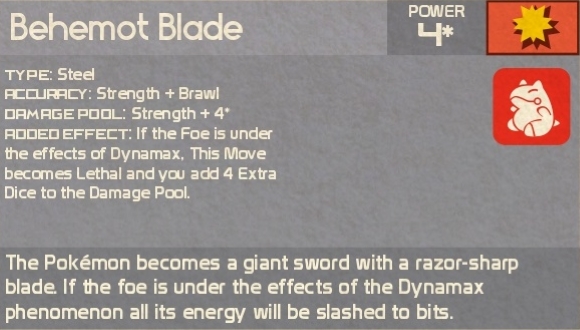 Behemot Blade
POWER
4*
TYPE: Steel
ACCURACY: Strength + Brawl
DAMAGE POOL: Strength + 4*
ADDED EFFECT: If the Foe is under
the effects of Dynamax, This Move
becomes Lethal and you add 4 Extra
Dice to the Damage Pool.
The Pokémon becomes a giant sword with a razor-sharp
blade. If the foe is under the effects of the Dynamax
phenomenon all its energy will be slashed to bits.